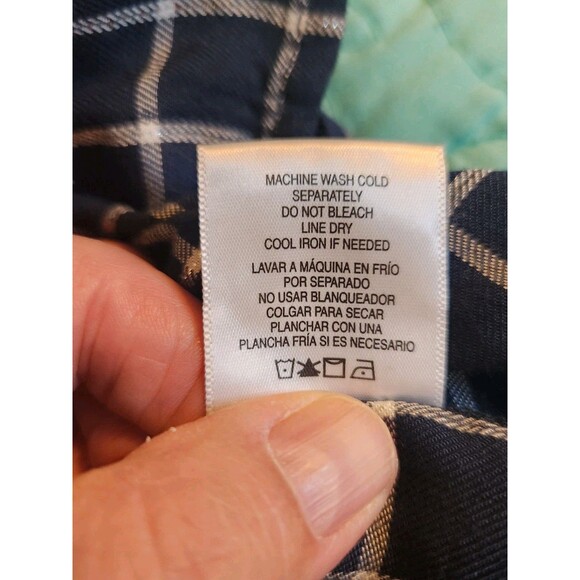 MACHINE WASH COLD
SEPARATELY
DO NOT BLEACH
LINE DRY
COOL IRON IF NEEDED
LAVAR A MÁQUINA EN FRÍO
POR SEPARADO
NO USAR BLANQUEADOR
COLGAR PARA SECAR
PLANCHAR CON UNA
PLANCHA FRÍA SI ES NECESARIO